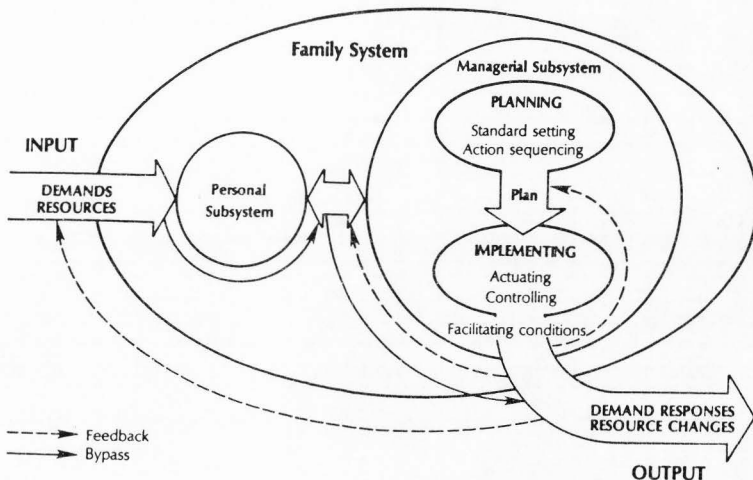 Family System
Managerial Subsystem
PLANNING
Standard setting
Action sequencing
INPUT
DEMANDS
RESOURCES
Personal
Subsystem
Plan
IMPLEMENTING
Actuating
Controlling
Facilitating conditions
DEMAND RESPONSES
RESOURCE CHANGES
Feedback
Bypass
OUTPUT